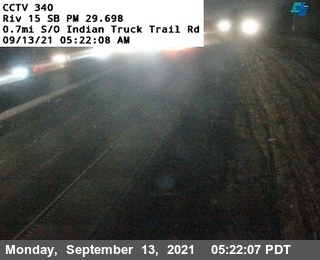 CCTV 340
Riv 15 SB PM 29.698
0.7mi S/O Indian Truck Trail Rd
09/13/21 05:22:08 AM
Monday, September 13, 2021 05:22:07 PDT